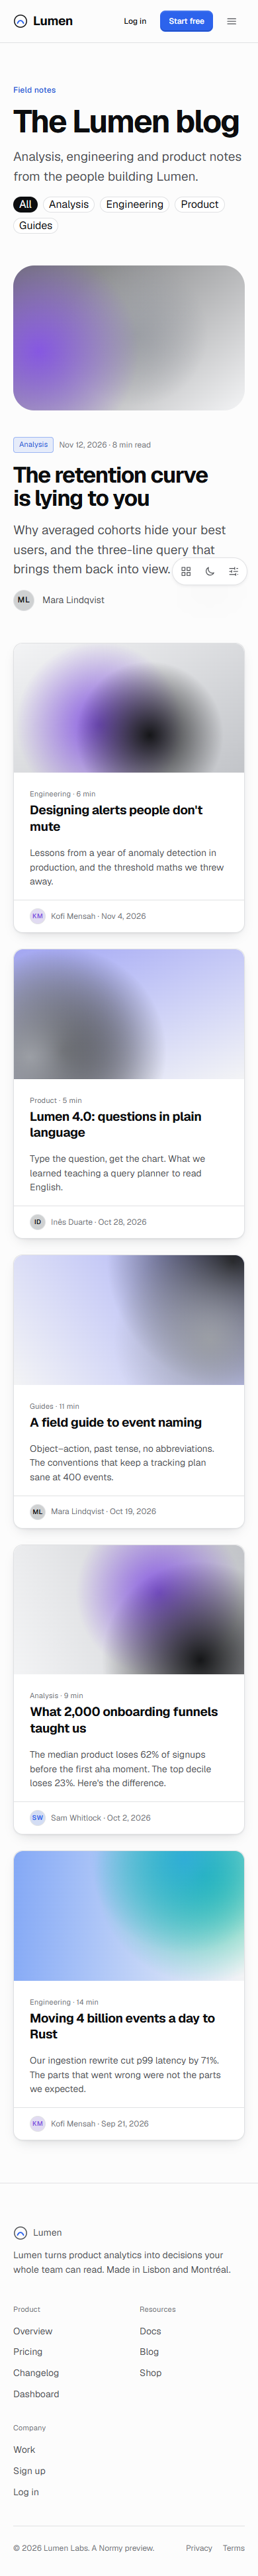 Lumen
Log in
Start free
Field notes
The Lumen blog
Analysis, engineering and product notes
from the people building Lumen.
All
Analysis
Engineering
Product
Guides
Analysis
Nov 12, 2026 · 8 min read
The retention curve
is lying to you
Why averaged cohorts hide your best
users, and the three-line query that
brings them back into view.
ML
Mara Lindqvist
Engineering · 6 min
Designing alerts people don't
mute
Lessons from a year of anomaly detection in
production, and the threshold maths we threw
away.
KM
Kofi Mensah · Nov 4, 2026
Product · 5 min
Lumen 4.0: questions in plain
language
Type the question, get the chart. What we
learned teaching a query planner to read
English.
ID
Inês Duarte · Oct 28, 2026
Guides · 11 min
A field guide to event naming
Object–action, past tense, no abbreviations.
The conventions that keep a tracking plan
sane at 400 events.
ML
Mara Lindqvist · Oct 19, 2026
Analysis · 9 min
What 2,000 onboarding funnels
taught us
The median product loses 62% of signups
before the first aha moment. The top decile
loses 23%. Here's the difference.
SW
Sam Whitlock · Oct 2, 2026
Engineering · 14 min
Moving 4 billion events a day to
Rust
Our ingestion rewrite cut p99 latency by 71%.
The parts that went wrong were not the parts
we expected.
KM
Kofi Mensah · Sep 21, 2026
Lumen
Lumen turns product analytics into decisions your
whole team can read. Made in Lisbon and Montréal.
Product
Overview
Pricing
Changelog
Dashboard
Resources
Docs
Blog
Shop
Company
Work
Sign up
Log in
© 2026 Lumen Labs. A Normy preview.
Privacy
Terms